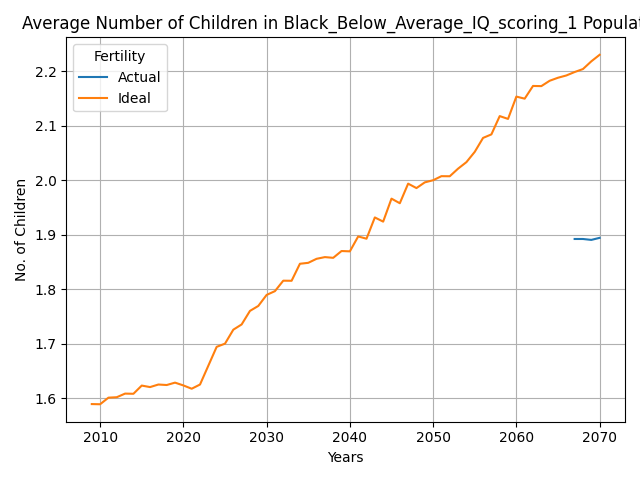 Average Number of Children in Black_Below_Average_IQ_scoring_1 Populat
Fertility
Actual
Ideal
No. of Children
2.2
2.1
2.0
1.9
1.8
1.7
1.6
2010 2020 2030 2040 2050 2060 2070
Years